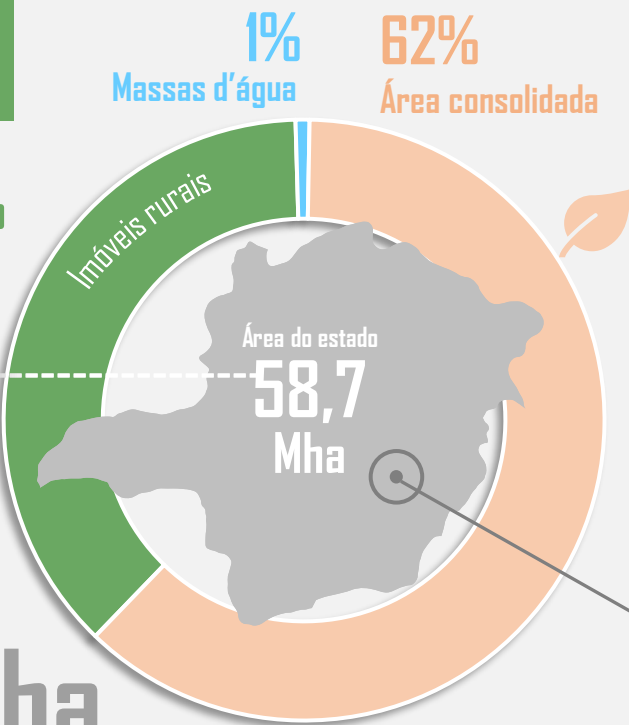 1%
Massas d'água
62%
Área consolidada
Imóveis rurais
Área do estado
58,7
Mha
ha